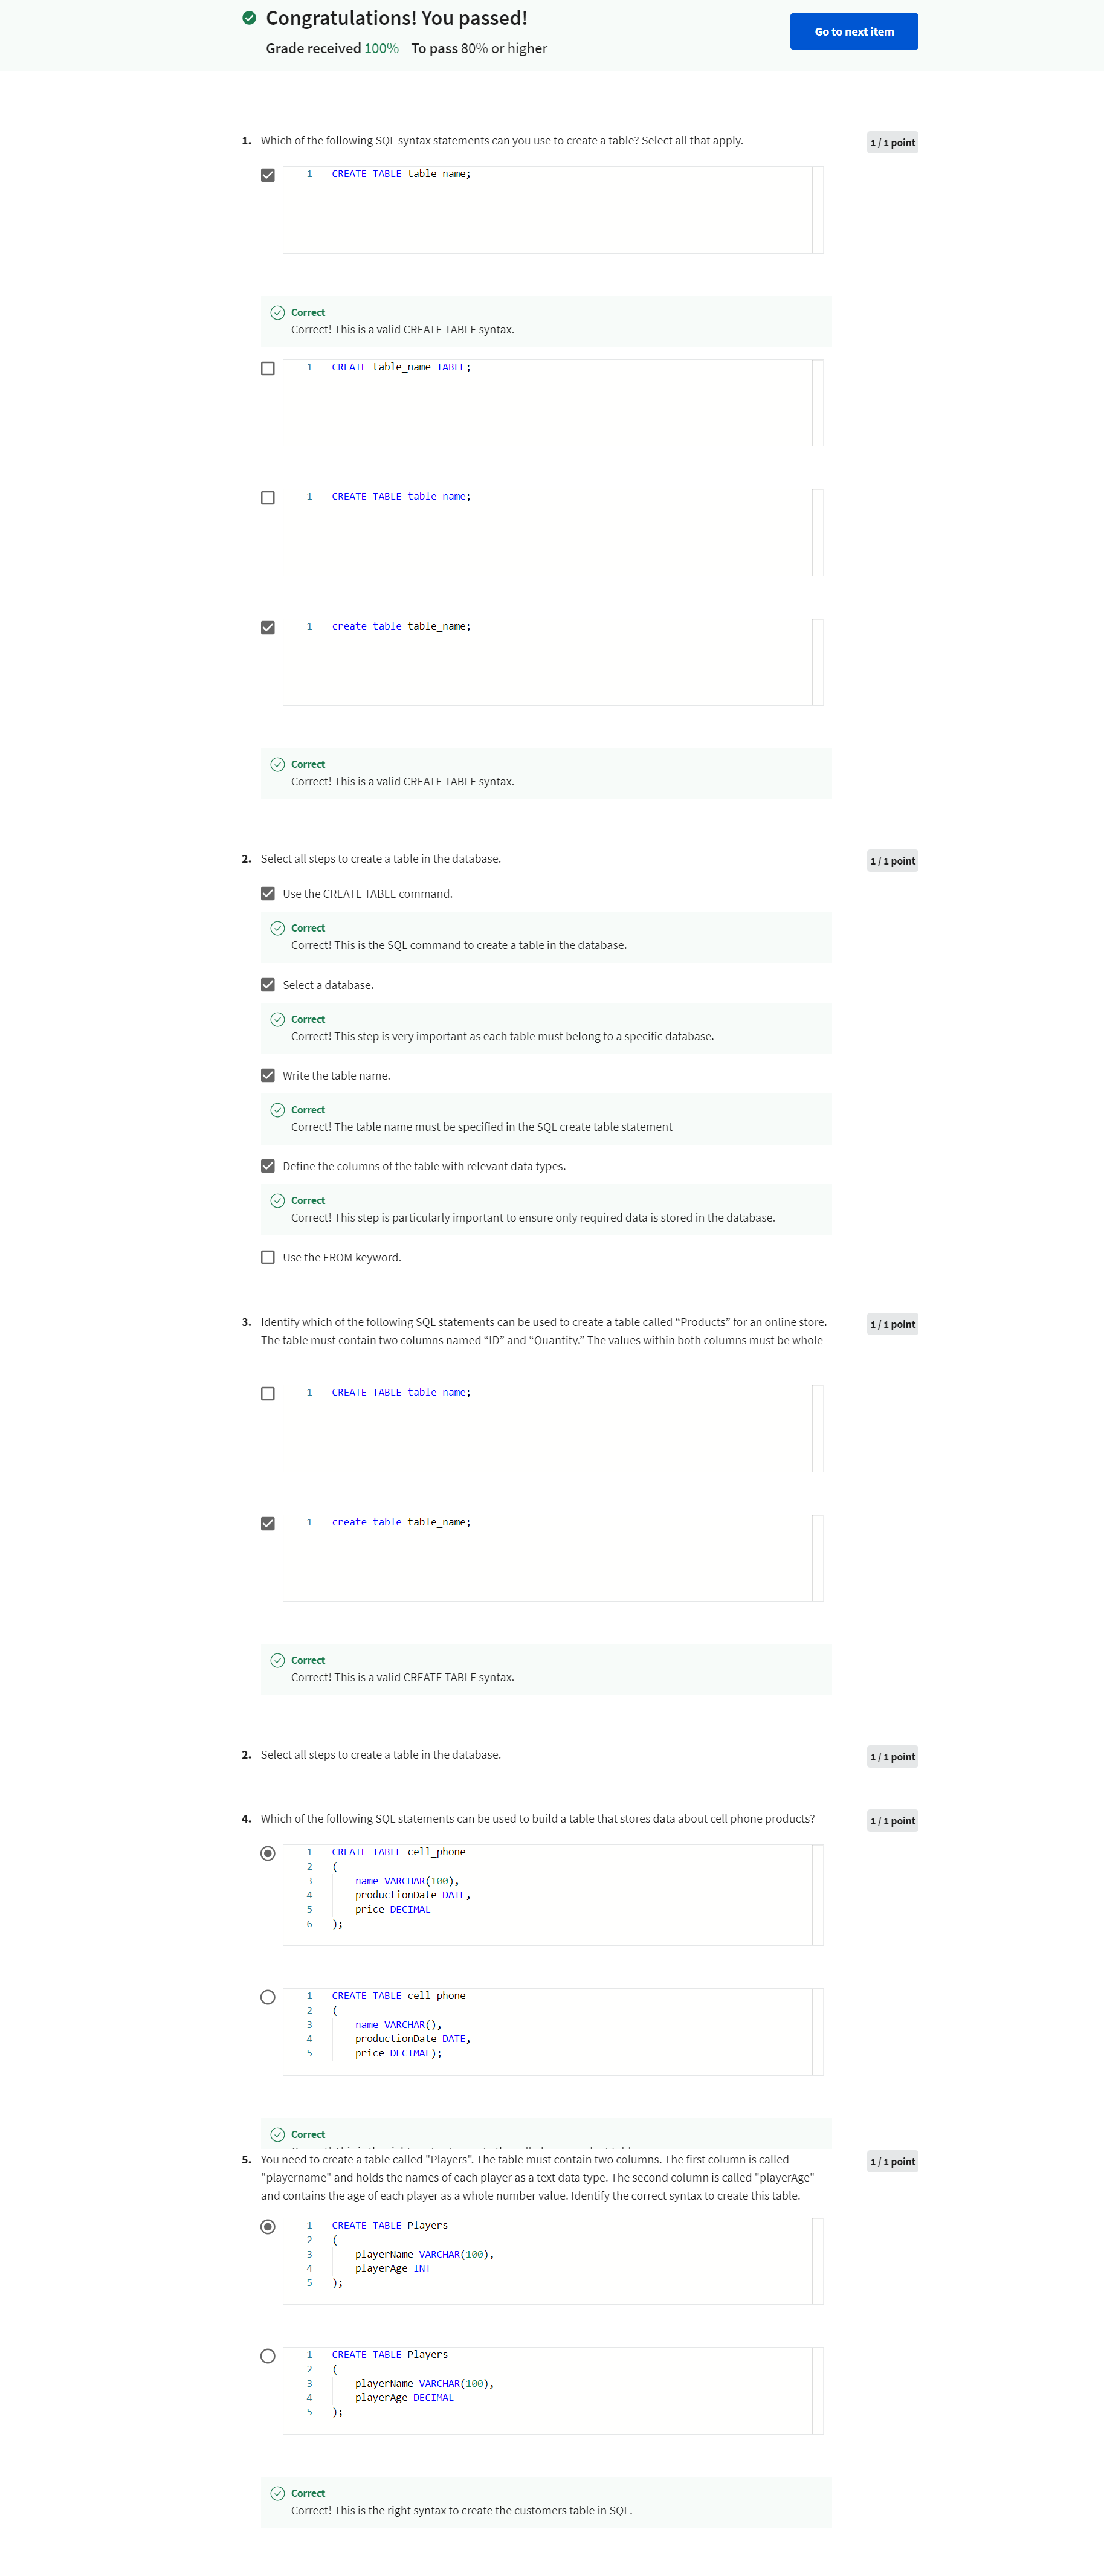 Congratulations! You passed!
Grade received 100% To pass 80% or higher
Go to next item
1. Which of the following SQL syntax statements can you use to create a table? Select all that apply.
1 / 1 point
1 CREATE TABLE table_name;
Correct
Correct! This is a valid CREATE TABLE syntax.
1 CREATE table_name TABLE;
1 CREATE TABLE table name;
1 create table table_name;
Correct
Correct! This is a valid CREATE TABLE syntax.
2. Select all steps to create a table in the database.
1 / 1 point
Use the CREATE TABLE command.
Correct
Correct! This is the SQL command to create a table in the database.
Select a database.
Correct
Correct! This step is very important as each table must belong to a specific database.
Write the table name.
Correct
Correct! The table name must be specified in the SQL create table statement
Define the columns of the table with relevant data types.
Correct
Correct! This step is particularly important to ensure only required data is stored in the database.
Use the FROM keyword.
3. Identify which of the following SQL statements can be used to create a table called “Products” for an online store.
1 / 1 point
The table must contain two columns named “ID” and “Quantity.” The values within both columns must be whole
1 CREATE TABLE table name;
1 create table table_name;
Correct
Correct! This is a valid CREATE TABLE syntax.
2. Select all steps to create a table in the database.
1 / 1 point
4. Which of the following SQL statements can be used to build a table that stores data about cell phone products?
1 / 1 point
1 CREATE TABLE cell_phone
2 (
3 name VARCHAR(100),
4 productionDate DATE,
5 price DECIMAL
6 );
1 CREATE TABLE cell_phone
2 (
3 name VARCHAR(),
4 productionDate DATE,
5 price DECIMAL);
Correct
5. You need to create a table called "Players". The table must contain two columns. The first column is called
1 / 1 point
"playername" and holds the names of each player as a text data type. The second column is called "playerAge"
and contains the age of each player as a whole number value. Identify the correct syntax to create this table.
1 CREATE TABLE Players
2 (
3 playerName VARCHAR(100),
4 playerAge INT
5 );
1 CREATE TABLE Players
2 (
3 playerName VARCHAR(100),
4 playerAge DECIMAL
5 );
Correct
Correct! This is the right syntax to create the customers table in SQL.